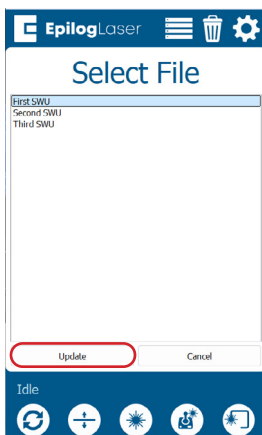 EpilogLaser
Select File
First SWU
Second SWU
Third SWU
Update Cancel
Idle